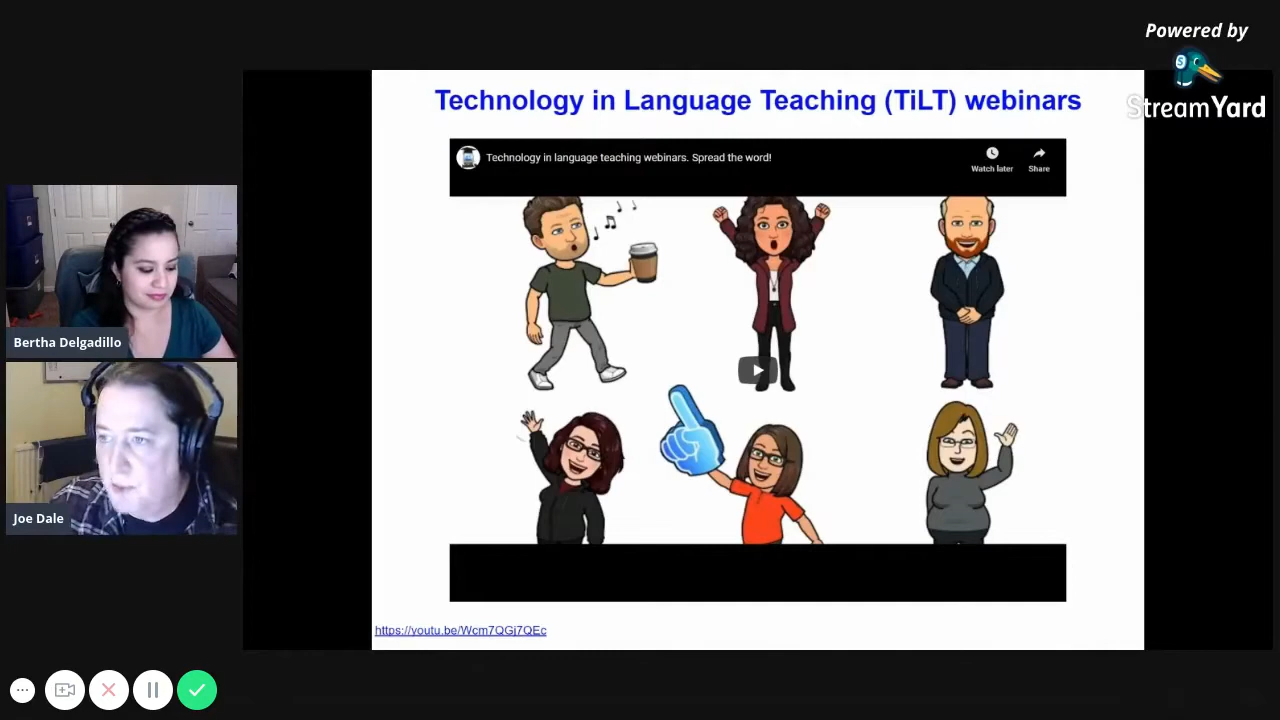 Powered by
StreamYard
Technology in Language Teaching (TiLT) webinars
Technology in language teaching webinars. Spread the word!
Watch later
Share
Bertha Delgadillo
Joe Dale
https://youtu.be/Wcm7QGj7QEc